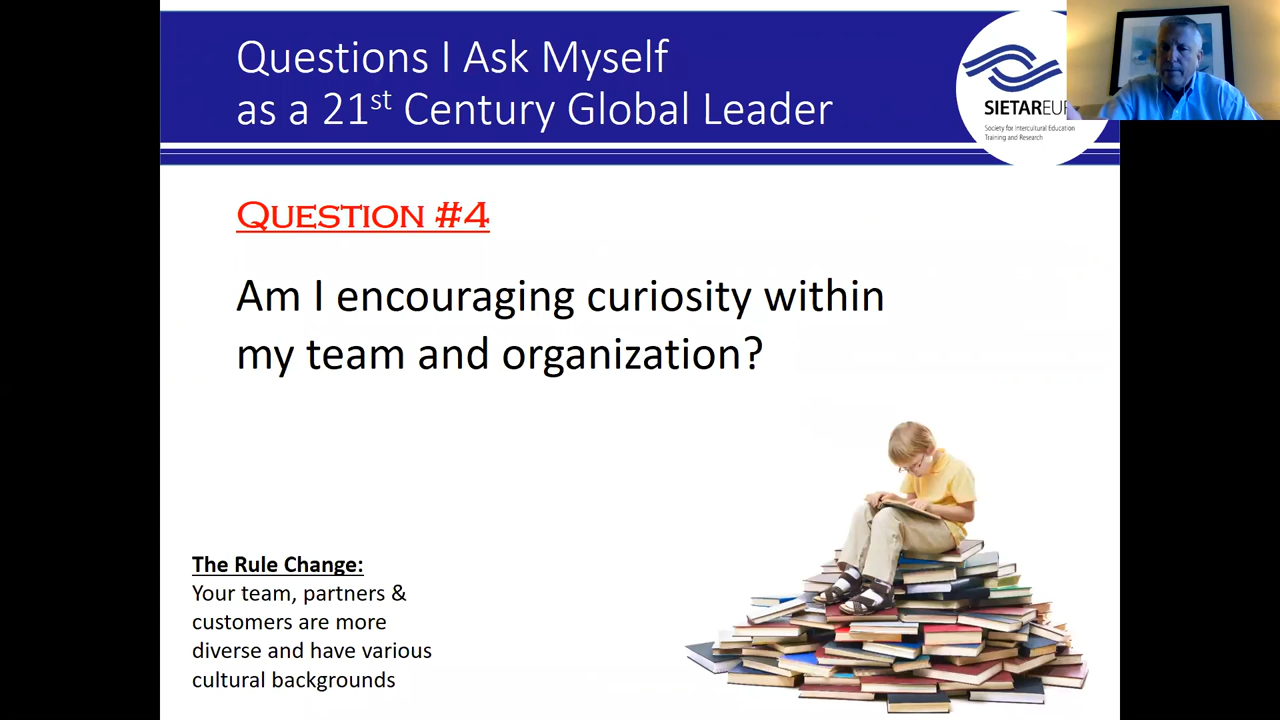 Questions I Ask Myself
as a 21st Century Global Leader
SIETAREU
Society for Intercultural Education
Training and Research
QUESTION #4
Am I encouraging curiosity within
my team and organization?
The Rule Change:
Your team, partners &
customers are more
diverse and have various
cultural backgrounds